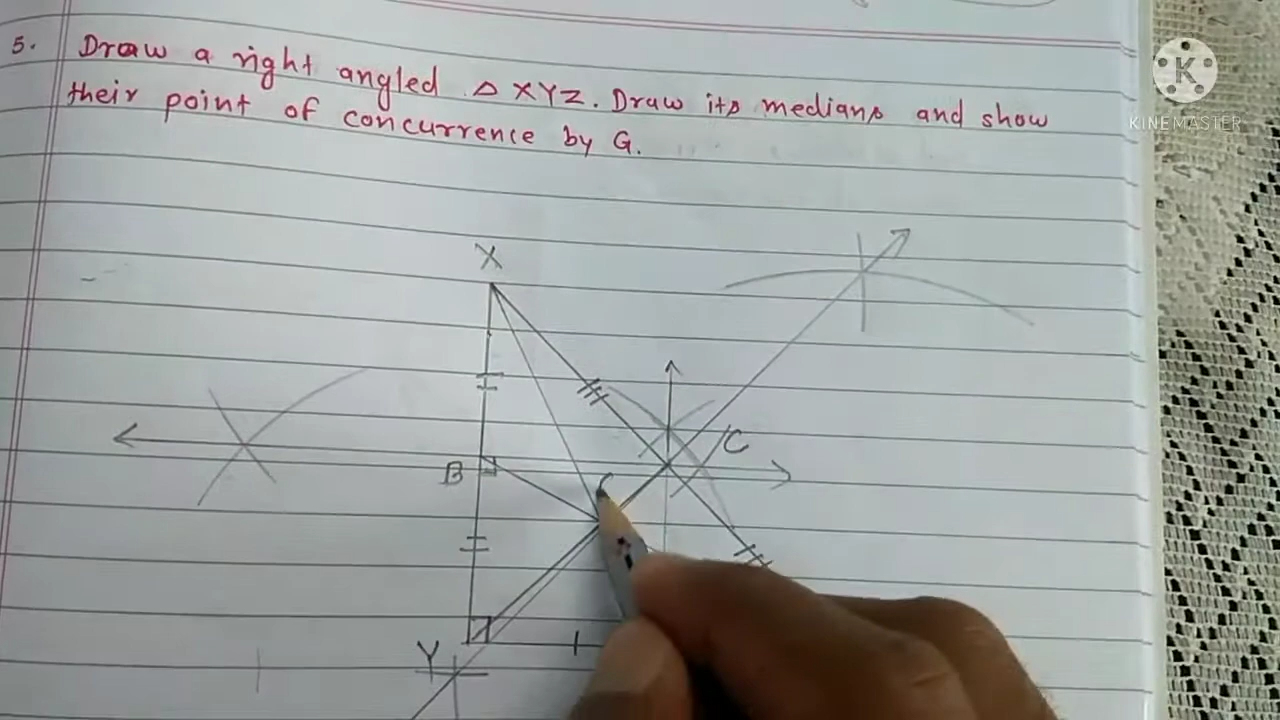 5. Draw a right angled △ XYZ. Draw its medians and show
their point of concurrence by G.
K
KINEMASTER
X
C
B
Y